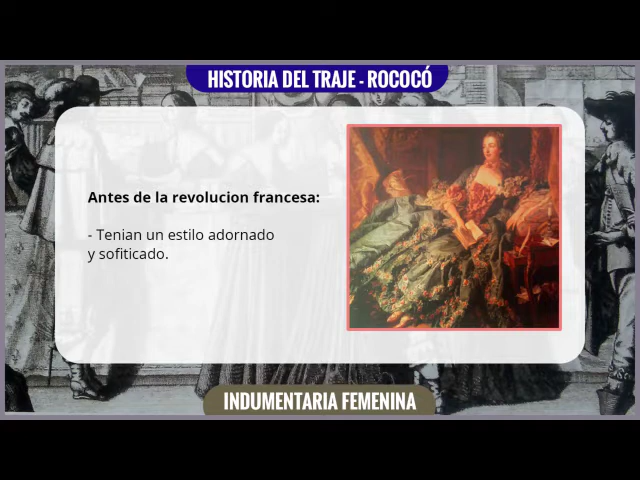 HISTORIA DEL TRAJE - ROCOCÓ
Antes de la revolucion francesa:
- Tenian un estilo adornado
y sofiticado.
INDUMENTARIA FEMENINA